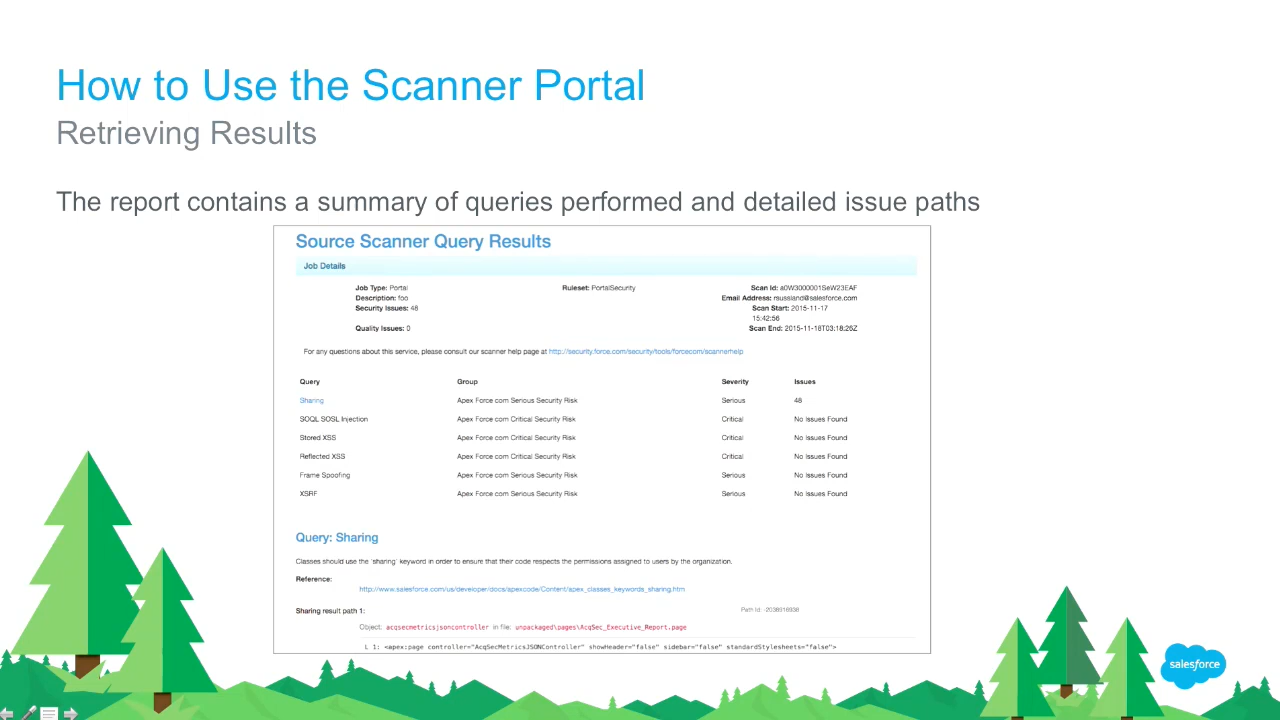 How to Use the Scanner Portal
Retrieving Results
The report contains a summary of queries performed and detailed issue paths
Source Scanner Query Results
Job Details
Job Type: Portal Ruleset: PortalSecurity Scan Id: a0W3000001SeW23EAF
Description: foo Email Address: rsussland@salesforce.com
Security Issues: 48 Scan Start: 2015-11-17
15:42:56
Quality Issues: 0 Scan End: 2015-11-18T03:18:26Z
For any questions about this service, please consult our scanner help page at http://security.force.com/security/tools/forcecom/scannerhelp
Query Group Severity Issues
Sharing Apex Force com Serious Security Risk Serious 48
SOQL SOSL Injection Apex Force com Critical Security Risk Critical No Issues Found
Stored XSS Apex Force com Critical Security Risk Critical No Issues Found
Reflected XSS Apex Force com Critical Security Risk Critical No Issues Found
Frame Spoofing Apex Force com Serious Security Risk Serious No Issues Found
XSRF Apex Force com Serious Security Risk Serious No Issues Found
Query: Sharing
Classes should use the 'sharing' keyword in order to ensure that their code respects the permissions assigned to users by the organization.
Reference:
http://www.salesforce.com/us/developer/docs/apexcode/Content/apex_classes_keywords_sharing.htm
Sharing result path 1: Path Id: -2038616936
Object: acqsecmetricsjsoncontroller in file: unpackaged\pages\AcqSec_Executive_Report.page
L 1: <apex:page controller="AcqSecMetricsJSONController" showHeader="false" sidebar="false" standardStylesheets="false">
salesforce